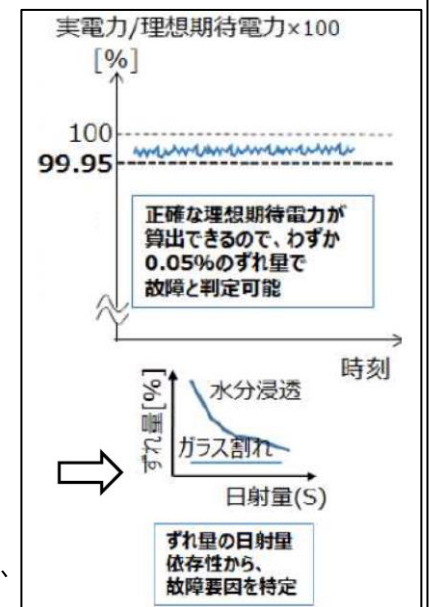 実電力/理想期待電力×100
[%]
100
99.95
正確な理想期待電力が
算出できるので、わずか
0.05%のずれ量で
故障と判定可能
時刻
ずれ量[%]
水分浸透
ガラス割れ
日射量(S)
ずれ量の日射量
依存性から、
故障要因を特定
、